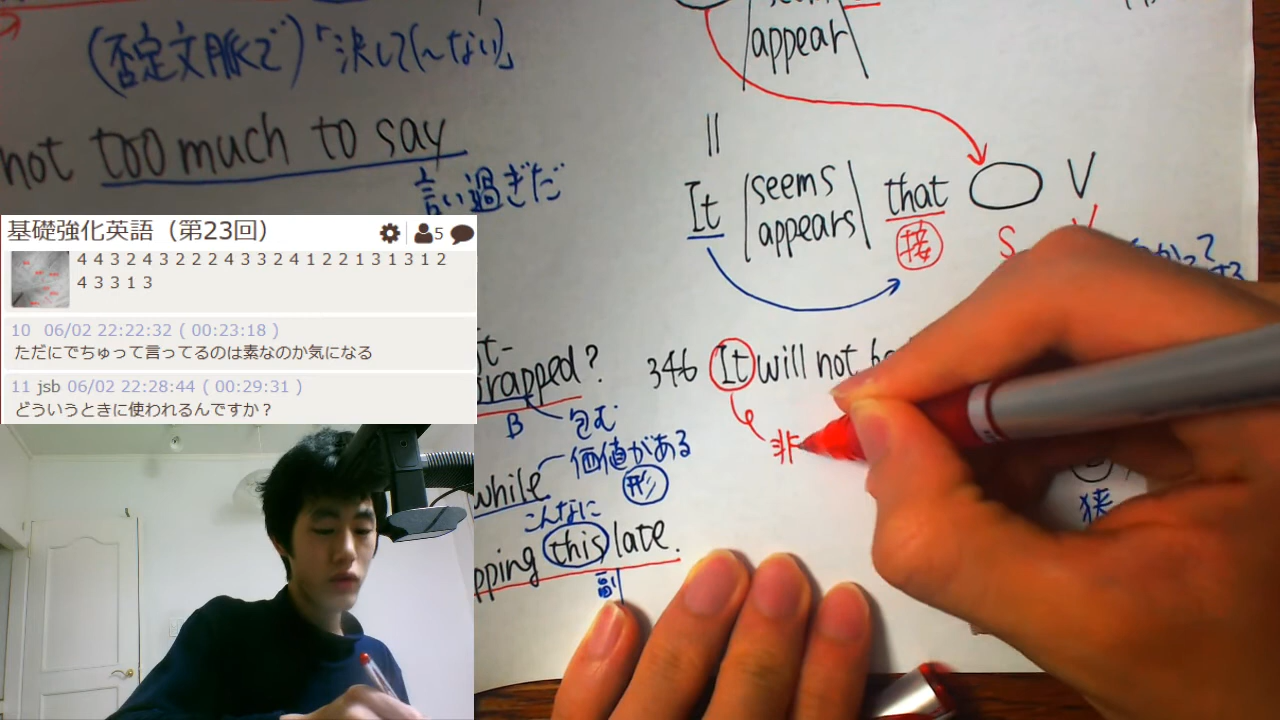 (否定文脈で)「決して(~ない)」
not too much to say
言い過ぎだ
基礎強化英語（第23回）
5
4 4 3 2 4 3 2 2 2 4 3 3 2 4 1 2 2 1 3 1 3 1 2
4 3 3 1 3
10 06/02 22:22:32 ( 00:23:18 )
ただにでちゅって言ってるのは素なのか気になる
11 jsb 06/02 22:28:44 ( 00:29:31 )
どういうときに使われるんですか？
rapped?
B 包む
while 価値がある
形
こんなに
pping this late.
副
seem
appear
=
It seems that V
appears
接
S
346 It will not
非
狭